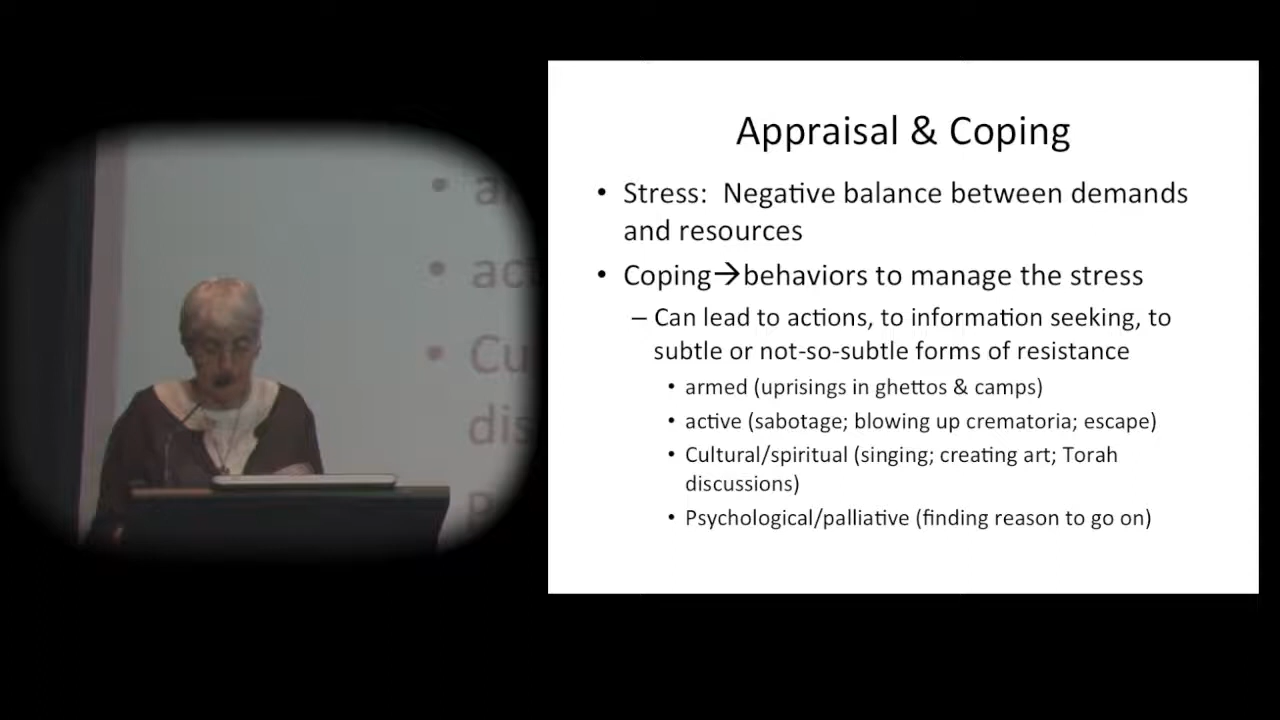 Appraisal & Coping
• Stress: Negative balance between demands
and resources
• Coping→behaviors to manage the stress
– Can lead to actions, to information seeking, to
subtle or not-so-subtle forms of resistance
• armed (uprisings in ghettos & camps)
• active (sabotage; blowing up crematoria; escape)
• Cultural/spiritual (singing; creating art; Torah
discussions)
• Psychological/palliative (finding reason to go on)